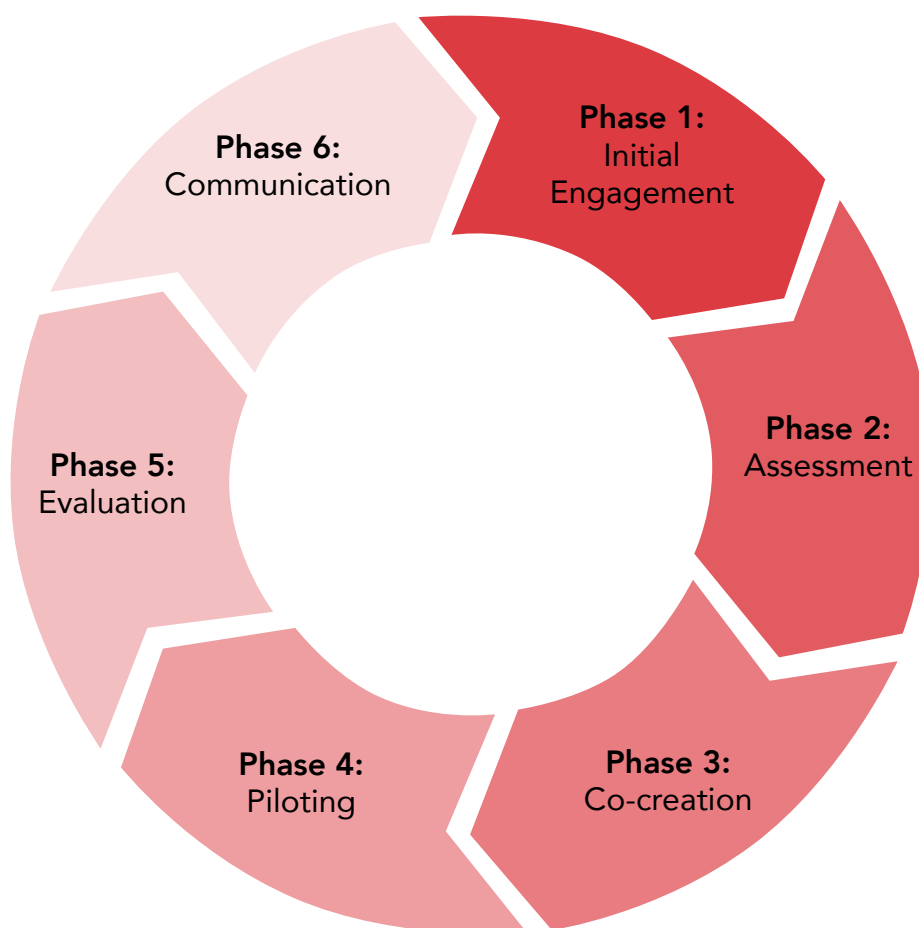 Phase 1:
Initial
Engagement
Phase 2:
Assessment
Phase 3:
Co-creation
Phase 4:
Piloting
Phase 5:
Evaluation
Phase 6:
Communication